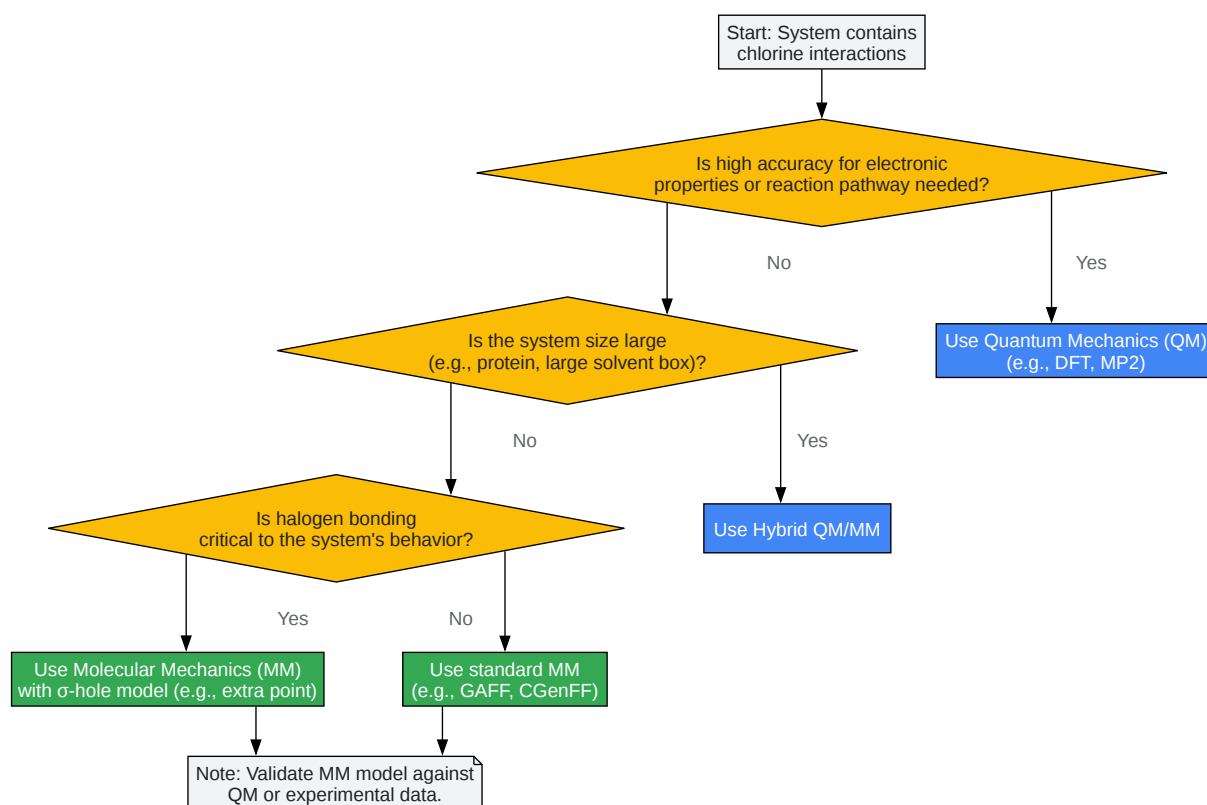 Start: System contains
chlorine interactions
Is high accuracy for electronic
properties or reaction pathway needed?
No
Yes
Is the system size large
(e.g., protein, large solvent box)?
Use Quantum Mechanics (QM)
(e.g., DFT, MP2)
No
Yes
Is halogen bonding
critical to the system's behavior?
Use Hybrid QM/MM
Yes
No
Use Molecular Mechanics (MM)
with σ-hole model (e.g., extra point)
Use standard MM
(e.g., GAFF, CGenFF)
Note: Validate MM model against
QM or experimental data.